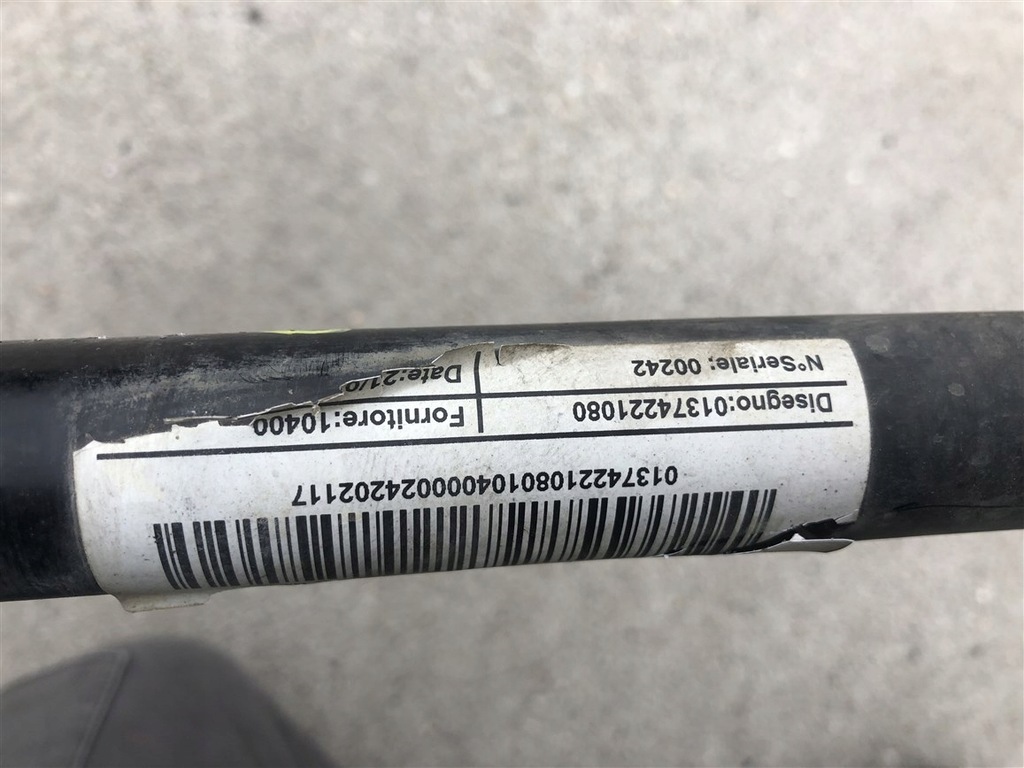 01374221080104000024202117
Disegno:01374221080 Fornitore:10400
N°Seriale: 00242 Date:21/0